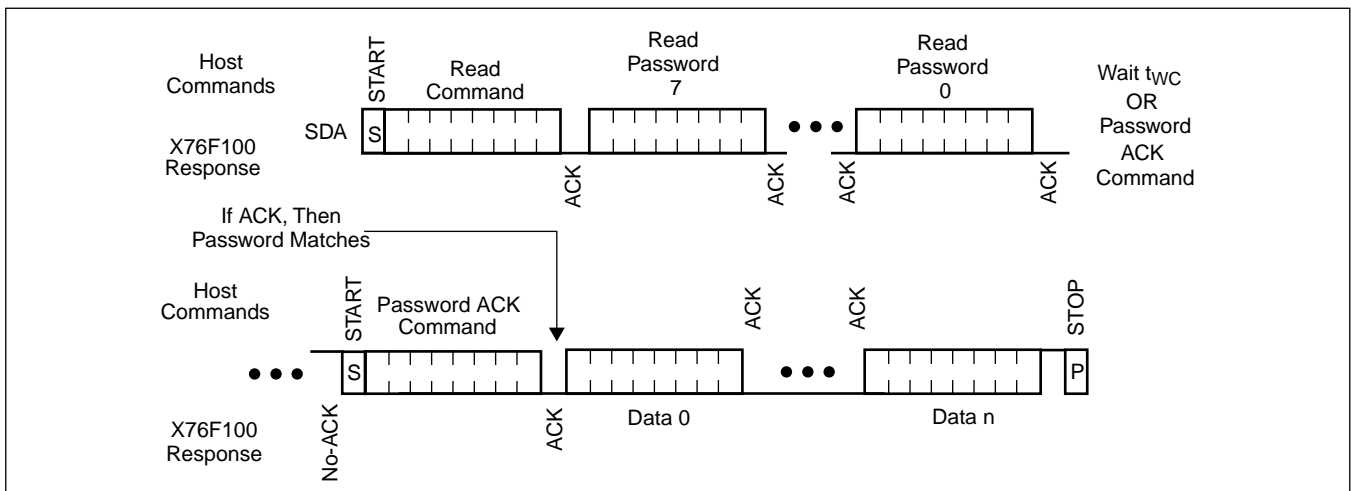 Host
Commands
START
Read
Command
Read
Password
7
Read
Password
0
Wait tWC
OR
Password
ACK
Command
SDA
S
X76F100
Response
ACK
ACK
ACK
ACK
If ACK, Then
Password Matches
Host
Commands
START
Password ACK
Command
ACK
ACK
STOP
S
P
X76F100
Response
No-ACK
ACK
Data 0
Data n